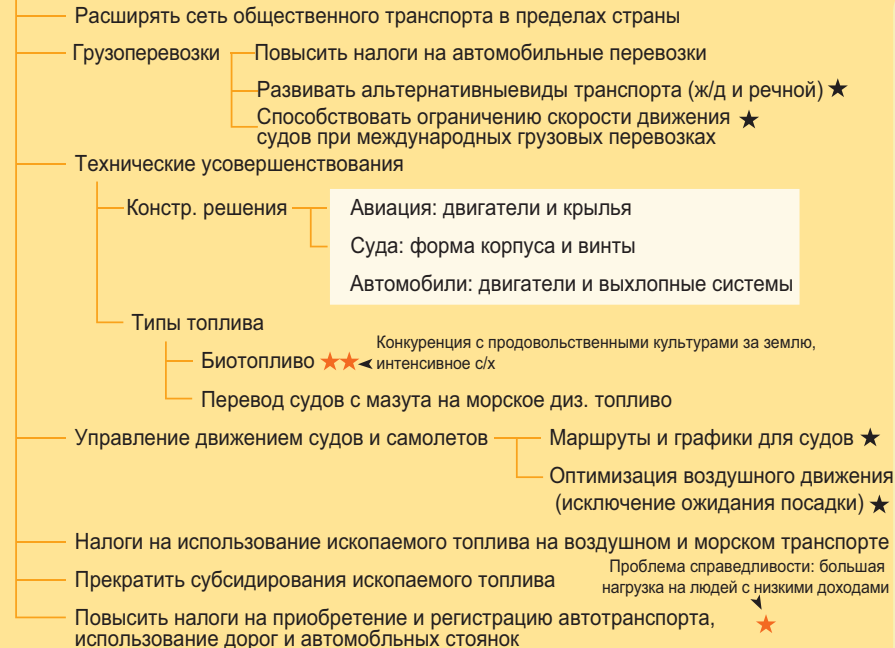 Расширять сеть общественного транспорта в пределах страны
Грузоперевозки
Повысить налоги на автомобильные перевозки
Развивать альтернативныевиды транспорта (ж/д и речной) ★
Способствовать ограничению скорости движения ★
судов при международных грузовых перевозках
Технические усовершенствования
Констр. решения
Авиация: двигатели и крылья
Суда: форма корпуса и винты
Автомобили: двигатели и выхлопные системы
Типы топлива
Биотопливо ★★
Конкуренция с продовольственными культурами за землю,
интенсивное с/х
Перевод судов с мазута на морское диз. топливо
Управление движением судов и самолетов
Маршруты и графики для судов ★
Оптимизация воздушного движения
(исключение ожидания посадки) ★
Налоги на использование ископаемого топлива на воздушном и морском транспорте
Прекратить субсидирования ископаемого топлива
Проблема справедливости: большая
нагрузка на людей с низкими доходами
Повысить налоги на приобретение и регистрацию автотранспорта, ★
использование дорог и автомобльных стоянок